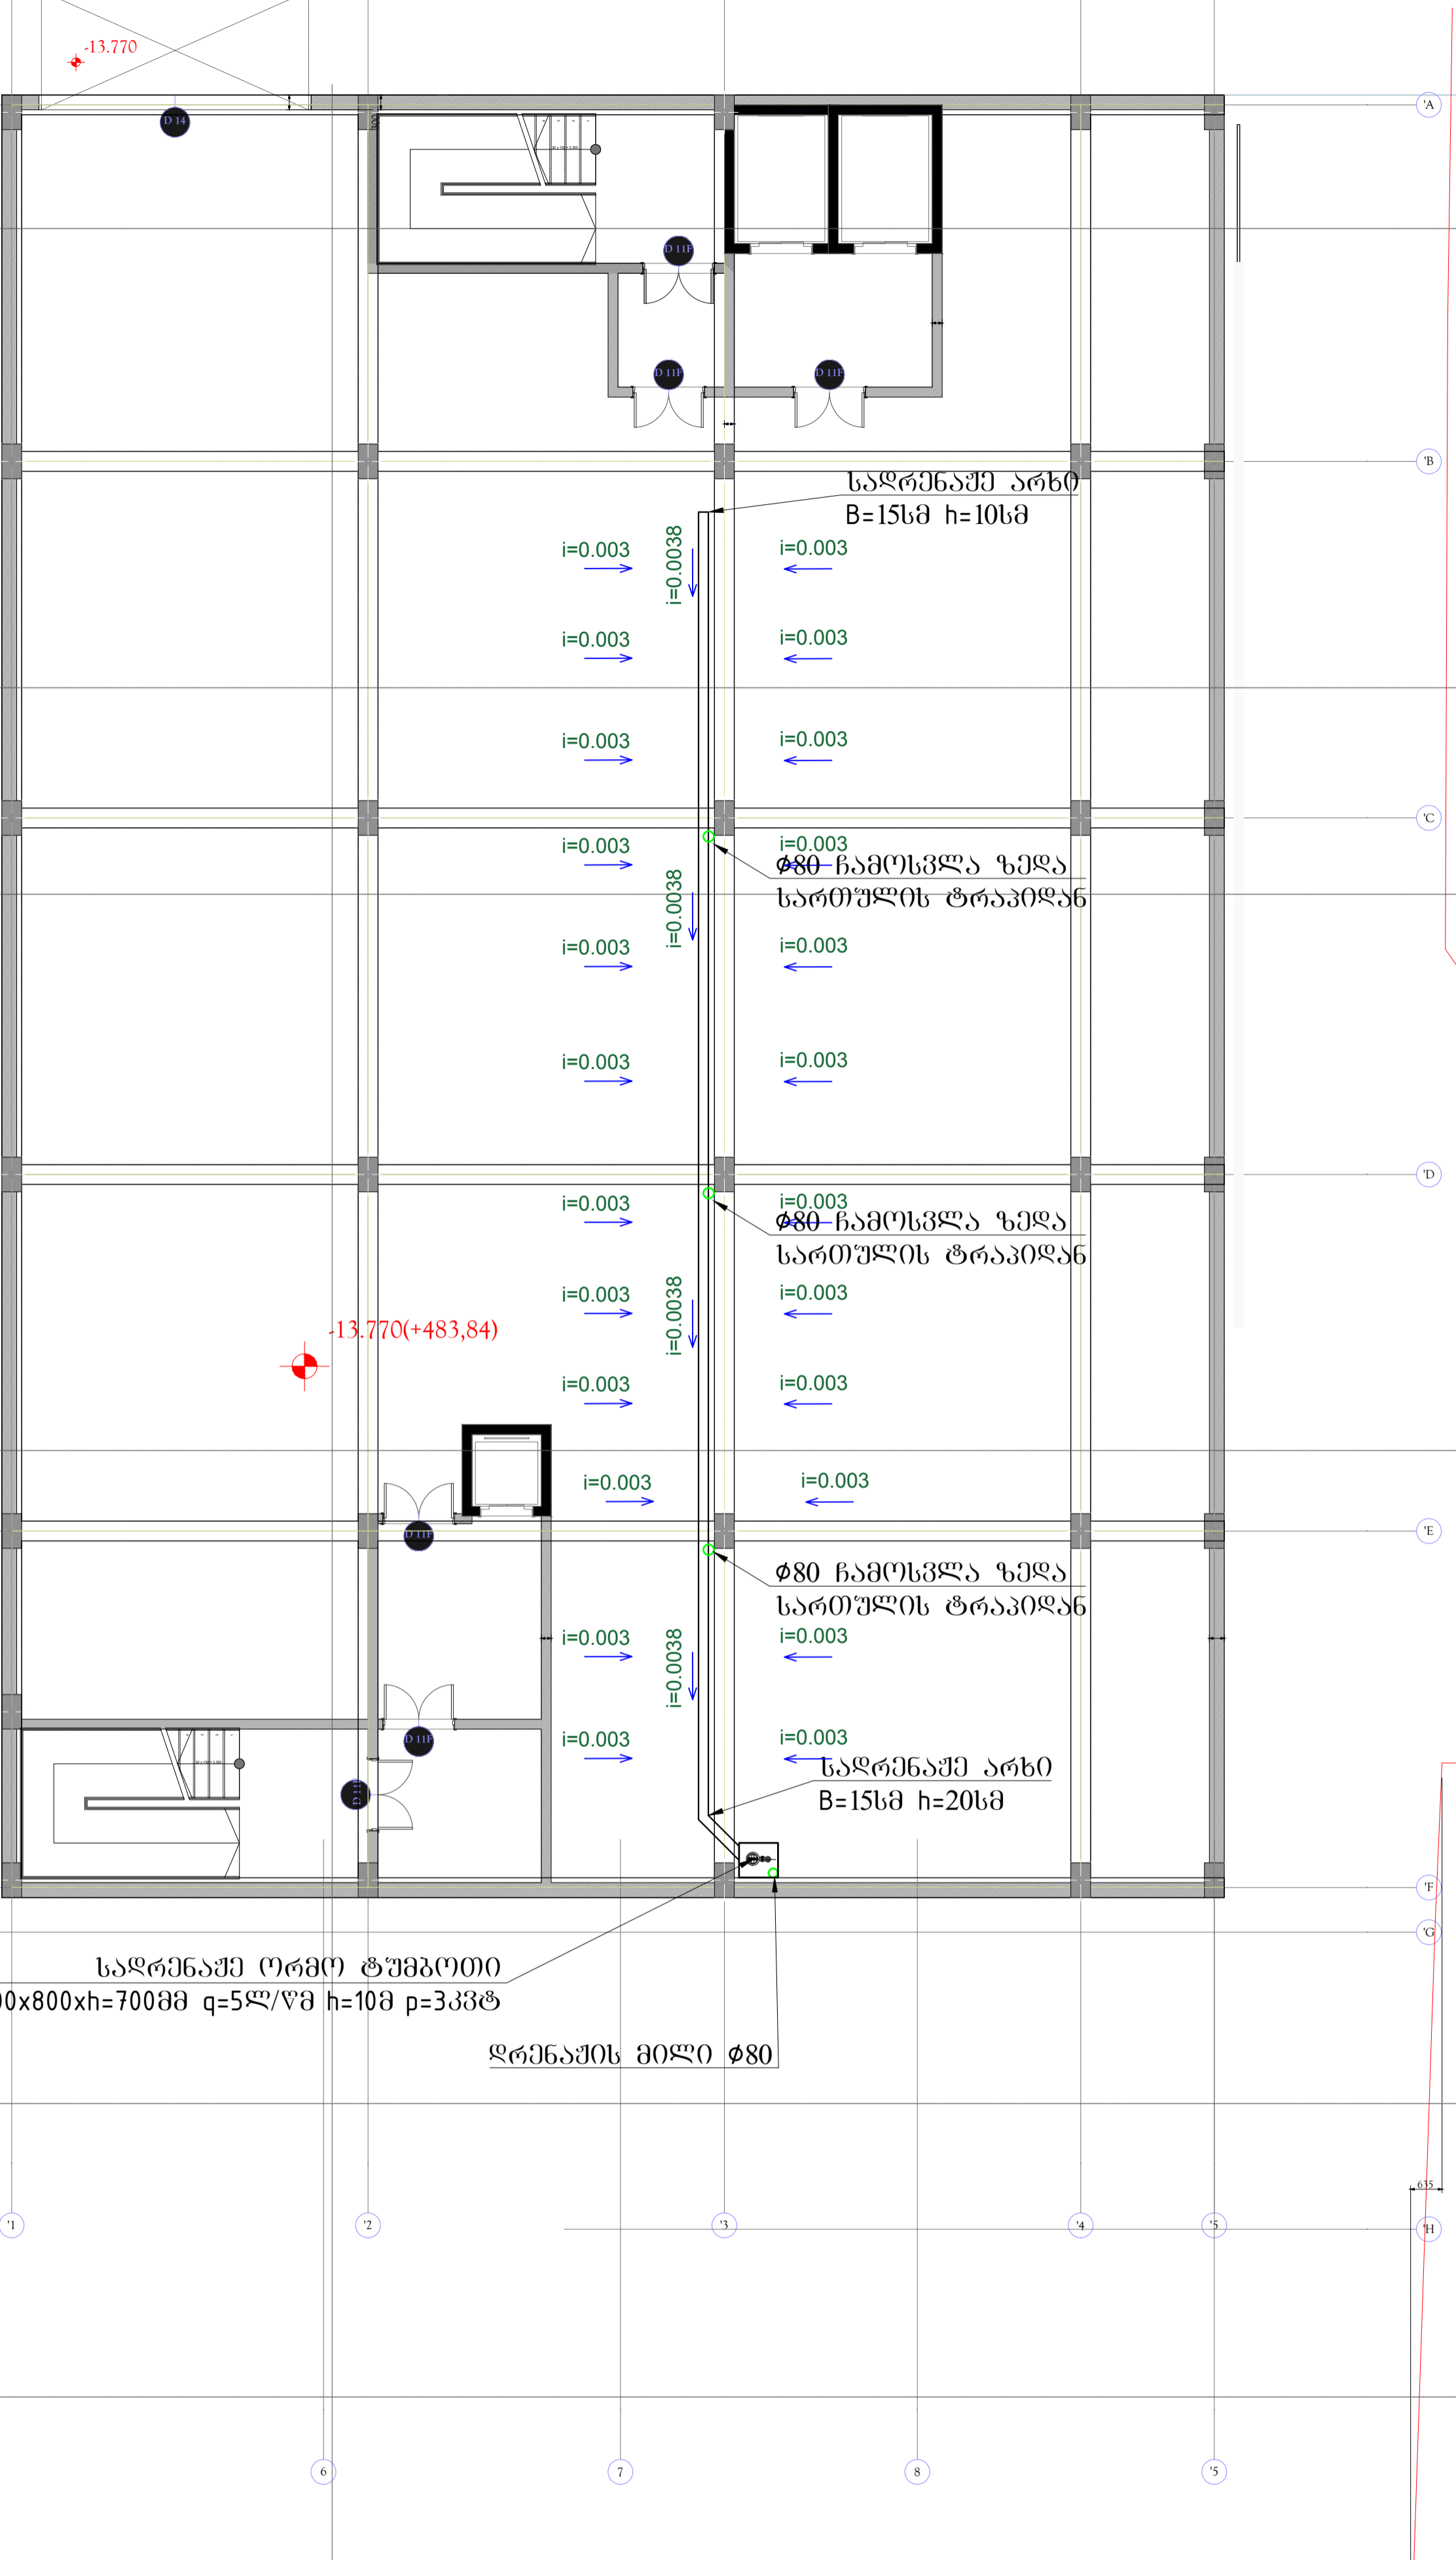 -13.770
'A
D 14
D 11F
D 11F
D 11F
'B
სადრენაჟე არხი
B=15სმ h=10სმ
i=0.003
i=0.0038
i=0.003
i=0.003
i=0.003
i=0.003
i=0.003
'C
i=0.003
i=0.003
Ø80 ჩამოსვლა ზედა
სართულის ტრაპიდან
i=0.0038
i=0.003
i=0.003
i=0.003
i=0.003
'D
i=0.003
i=0.003
Ø80 ჩამოსვლა ზედა
სართულის ტრაპიდან
i=0.003
i=0.0038
i=0.003
-13.770(+483,84)
i=0.003
i=0.003
i=0.003
i=0.003
D 11F
'E
Ø80 ჩამოსვლა ზედა
სართულის ტრაპიდან
i=0.003
i=0.0038
i=0.003
D 11F
i=0.003
i=0.003
სადრენაჟე არხი
D 11F
B=15სმ h=20სმ
'F
'G
სადრენაჟე ორმო ტუმბოთი
00x800xh=700მმ q=5ლ/წმ h=10მ p=3კვტ
დრენაჟის მილი Ø80
635
'1
'2
'3
'4
'5
'H
6
7
8
'5